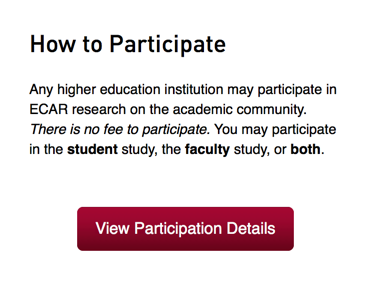 How to Participate
Any higher education institution may participate in
ECAR research on the academic community.
There is no fee to participate. You may participate
in the student study, the faculty study, or both.
View Participation Details